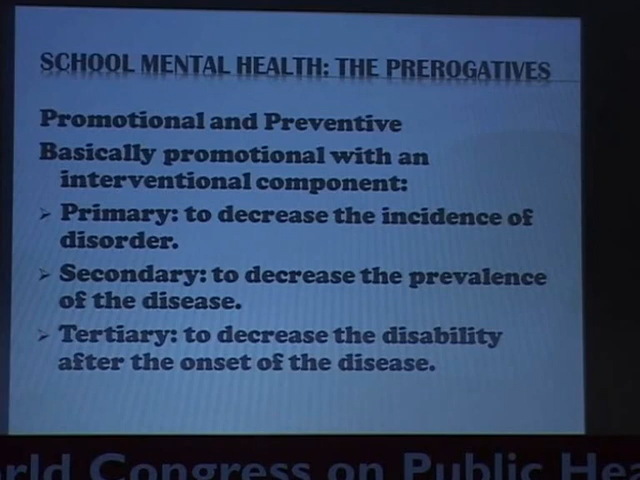 SCHOOL MENTAL HEALTH: THE PREROGATIVES
Promotional and Preventive
Basically promotional with an
interventional component:
➢ Primary: to decrease the incidence of
disorder.
➢ Secondary: to decrease the prevalence
of the disease.
➢ Tertiary: to decrease the disability
after the onset of the disease.
Congress on Public